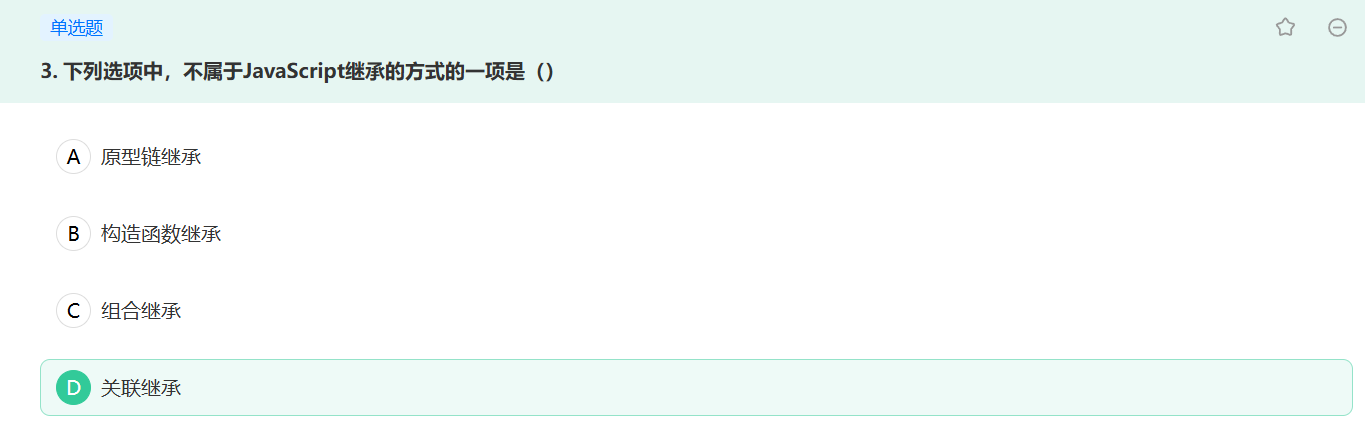 单选题
3. 下列选项中，不属于JavaScript继承的方式的一项是（）
A 原型链继承
B 构造函数继承
C 组合继承
D 关联继承